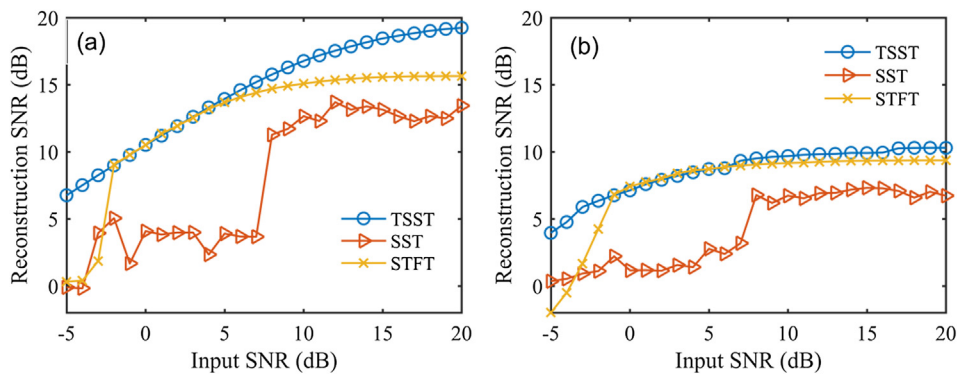 (a)
Reconstruction SNR (dB)
20
15
10
5
0
TSST
SST
STFT
-5 0 5 10 15 20
Input SNR (dB)
(b)
Reconstruction SNR (dB)
20
15
10
5
0
TSST
SST
STFT
-5 0 5 10 15 20
Input SNR (dB)